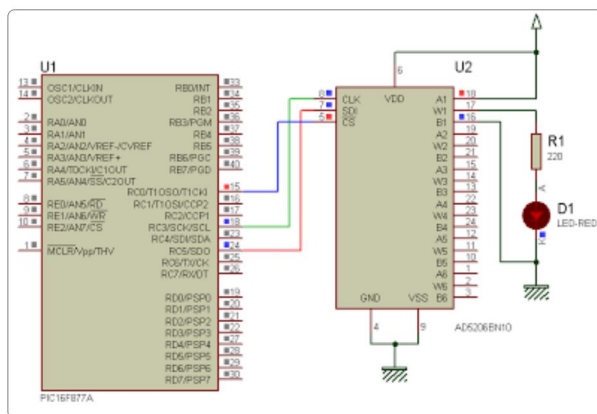 U1
13 OSC1/CLKIN
14 OSC2/CLKOUT
2 RA0/AN0
3 RA1/AN1
4 RA2/AN2/VREF-/CVREF
5 RA3/AN3/VREF+
6 RA4/T0CKI/C1OUT
7 RA5/AN4/SS/C2OUT
8 RE0/AN5/RD
9 RE1/AN6/WR
10 RE2/AN7/CS
1 MCLR/Vpp/THV
RB0/INT 33
RB1 34
RB2 35
RB3/PGM 36
RB4 37
RB5 38
RB6/PGC 39
RB7/PGD 40
RC0/T1OSO/T1CKI 15
RC1/T1OSI/CCP2 16
RC2/CCP1 17
RC3/SCK/SCL 18
RC4/SDI/SDA 23
RC5/SDO 24
RC6/TX/CK 25
RC7/RX/DT 26
RD0/PSP0 19
RD1/PSP1 20
RD2/PSP2 21
RD3/PSP3 22
RD4/PSP4 27
RD5/PSP5 28
RD6/PSP6 29
RD7/PSP7 30
PIC16F877A
U2
6
VDD
8 CLK
7 SDI
5 CS
A1 18
W1 17
B1 16
A2 19
W2 20
B2 21
A3 15
W3 14
B3 13
A4 22
W4 23
B4 24
A5 12
W5 11
B5 10
A6 1
W6 2
B6 3
GND VSS
4 9
AD5206BN10
R1
220
A
D1
LED-RED
K